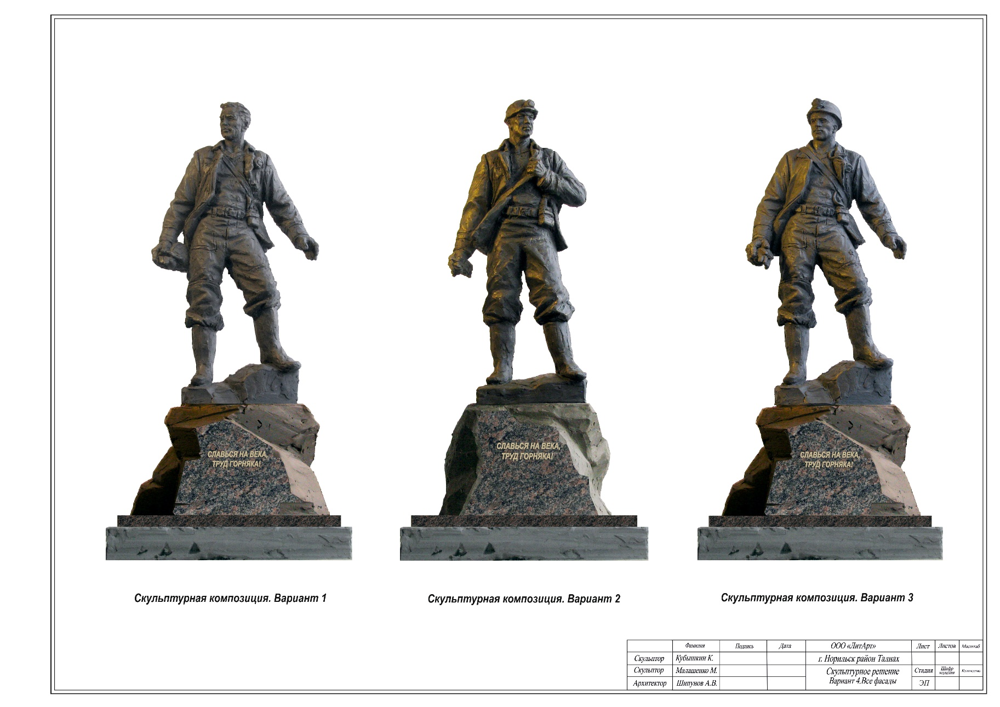 СЛАВЬСЯ НА ВЕКА,
ТРУД ГОРНЯКА!
СЛАВЬСЯ НА ВЕКА,
ТРУД ГОРНЯКА!
СЛАВЬСЯ НА ВЕКА,
ТРУД ГОРНЯКА!
Скульптурная композиция. Вариант 1
Скульптурная композиция. Вариант 2
Скульптурная композиция. Вариант 3
Фамилия Подпись Дата ООО «ЛитАрт» Лист Листов Масштаб
Скульптор Кубышкин К. г. Норильск район Талнах
Скульптор Малашенко М. Скульптурное решение Стадия Шифр изделия Количество
Архитектор Шипунов А.В. Вариант 4.Все фасады ЭП